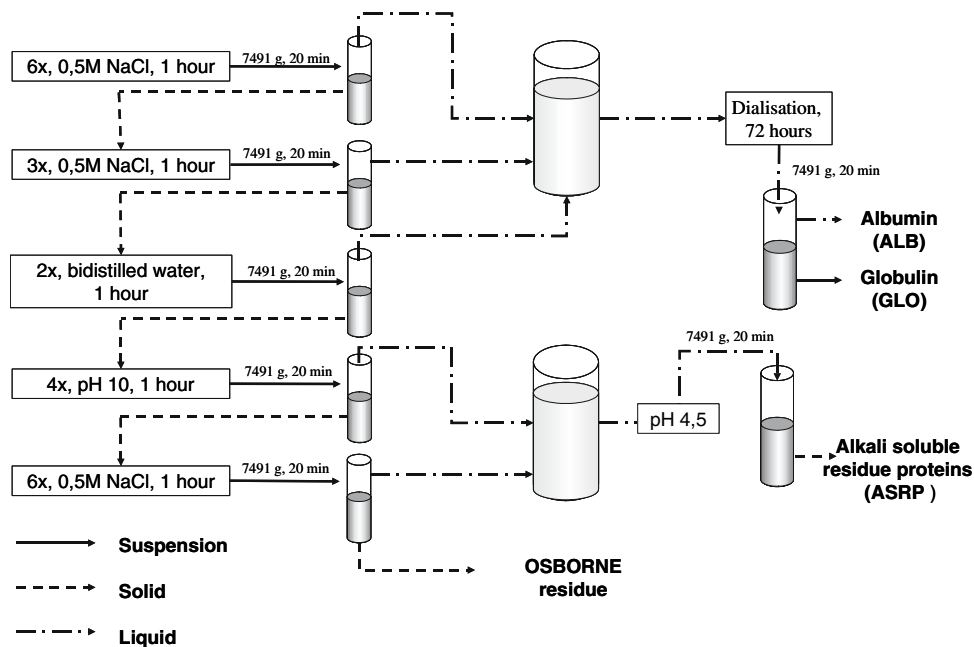 6x, 0,5M NaCl, 1 hour
7491 g, 20 min
3x, 0,5M NaCl, 1 hour
7491 g, 20 min
2x, bidistilled water,
1 hour
7491 g, 20 min
4x, pH 10, 1 hour
7491 g, 20 min
6x, 0,5M NaCl, 1 hour
7491 g, 20 min
Dialisation,
72 hours
7491 g, 20 min
Albumin
(ALB)
Globulin
(GLO)
pH 4,5
7491 g, 20 min
Alkali soluble
residue proteins
(ASRP )
OSBORNE
residue
Suspension
Solid
Liquid